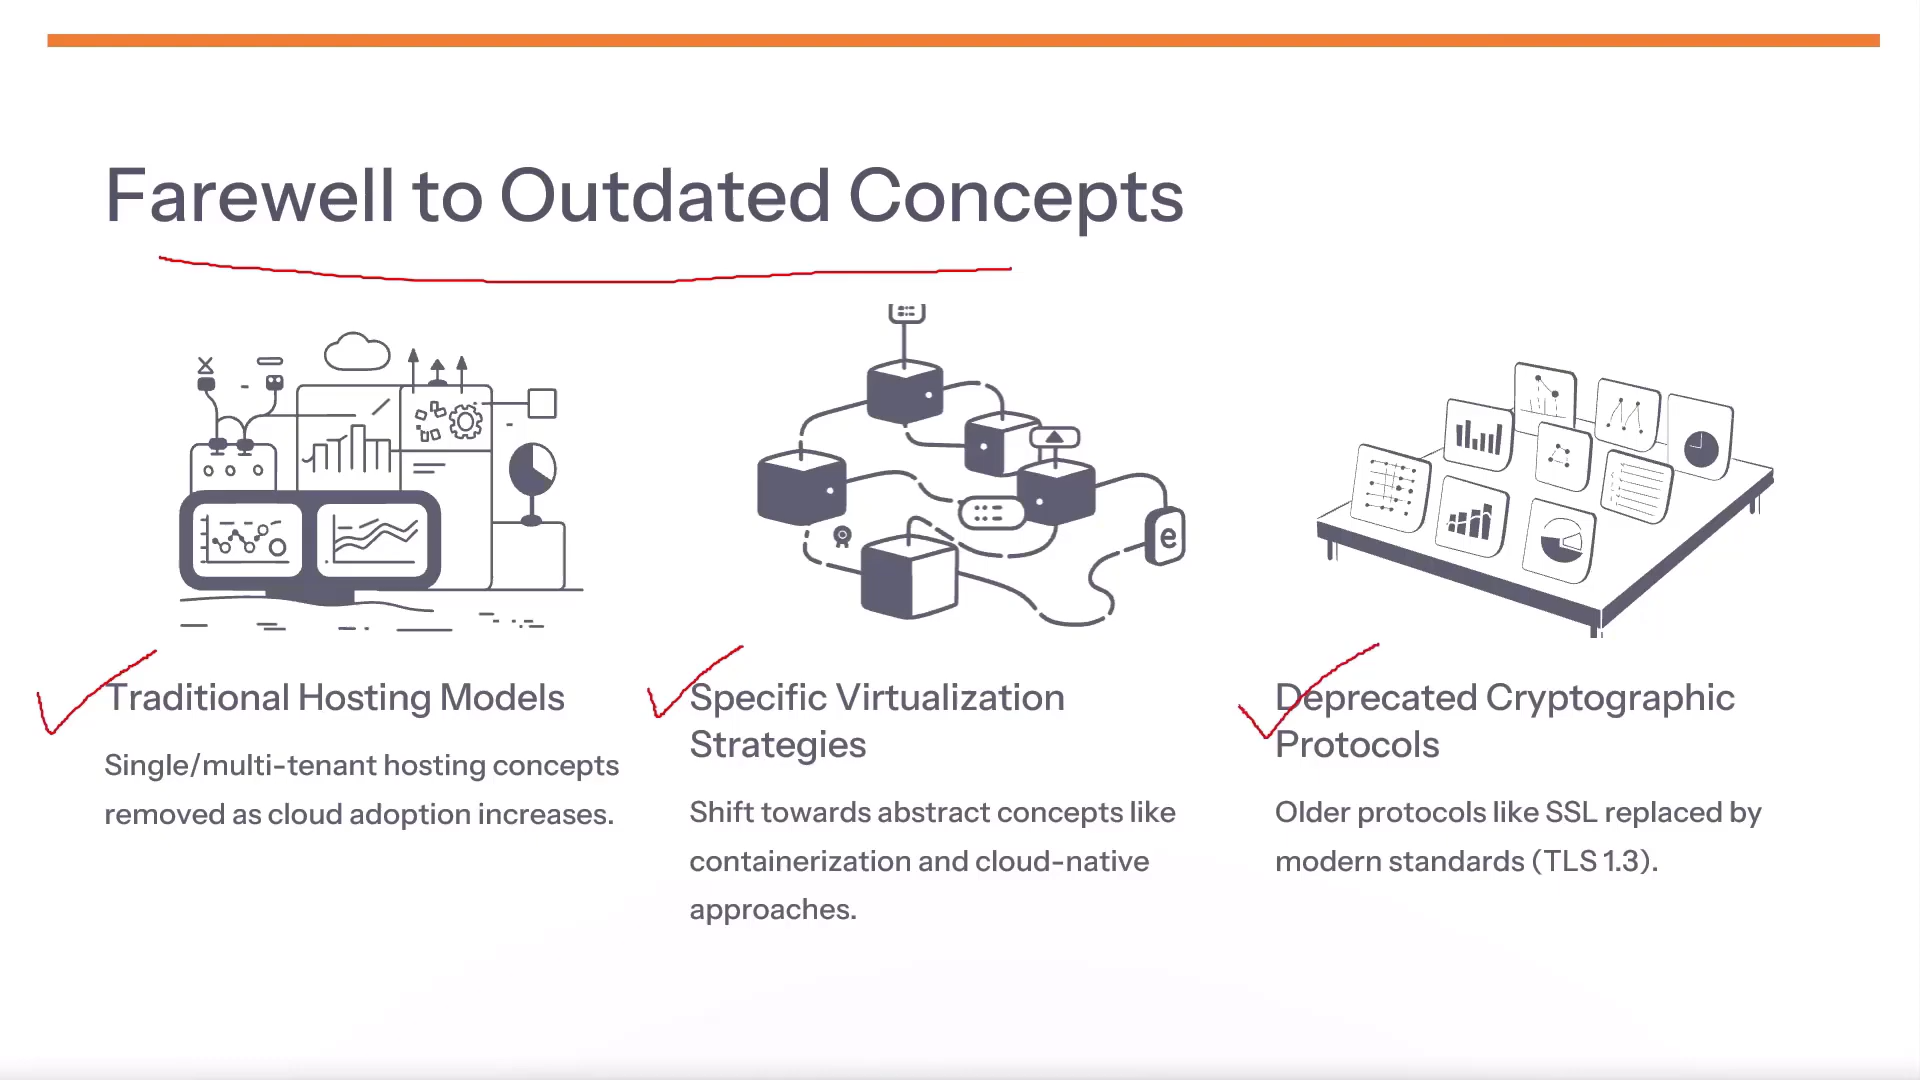 Farewell to Outdated Concepts
e
Traditional Hosting Models
Single/multi-tenant hosting concepts
removed as cloud adoption increases.
Specific Virtualization
Strategies
Shift towards abstract concepts like
containerization and cloud-native
approaches.
Deprecated Cryptographic
Protocols
Older protocols like SSL replaced by
modern standards (TLS 1.3).